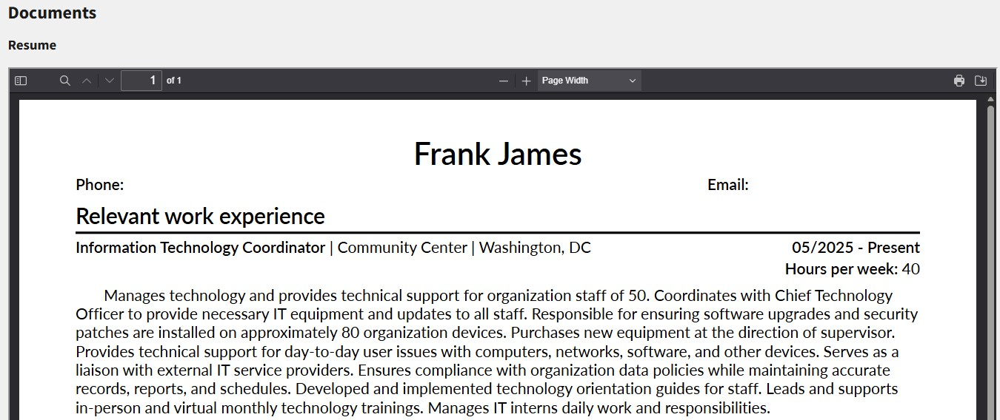 Documents
Resume
1 of 1
Page Width
Frank James
Phone:
Email:
Relevant work experience
Information Technology Coordinator | Community Center | Washington, DC
05/2025 - Present
Hours per week: 40
Manages technology and provides technical support for organization staff of 50. Coordinates with Chief Technology
Officer to provide necessary IT equipment and updates to all staff. Responsible for ensuring software upgrades and security
patches are installed on approximately 80 organization devices. Purchases new equipment at the direction of supervisor.
Provides technical support for day-to-day user issues with computers, networks, software, and other devices. Serves as a
liaison with external IT service providers. Ensures compliance with organization data policies while maintaining accurate
records, reports, and schedules. Developed and implemented technology orientation guides for staff. Leads and supports
in-person and virtual monthly technology trainings. Manages IT interns daily work and responsibilities.